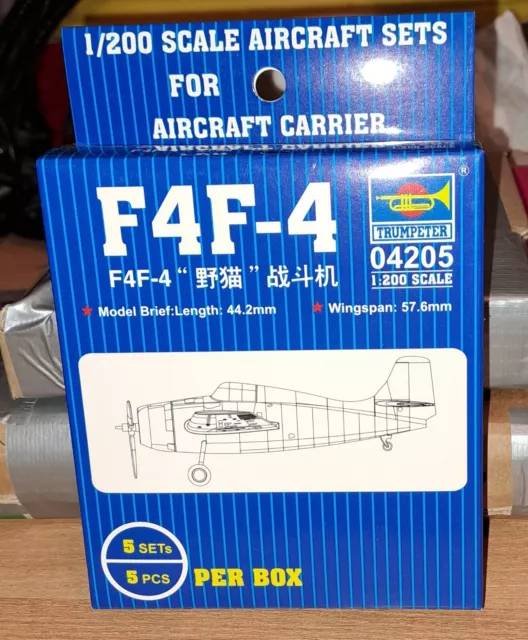 1/200 SCALE AIRCRAFT SETS
FOR
AIRCRAFT CARRIER
F4F-4
®
TRUMPETER
04205
1:200 SCALE
F4F-4 “野猫”战斗机
★ Model Brief:Length: 44.2mm ★ Wingspan: 57.6mm
5 SETs
5 PCS
PER BOX